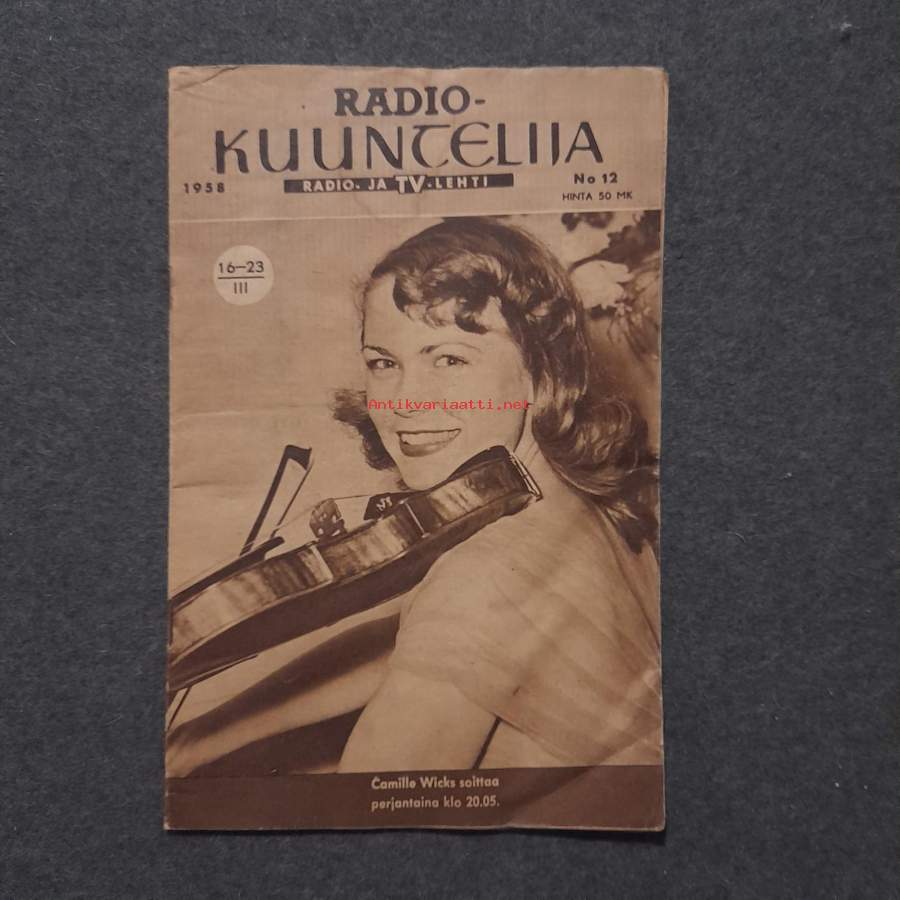 RADIO-
KUUNTELIJA
1958
RADIO- JA TV-LEHTI
No 12
HINTA 50 MK
16—23
III
Antikvariaatti.net
Camille Wicks soittaa
perjantaina klo 20.05.